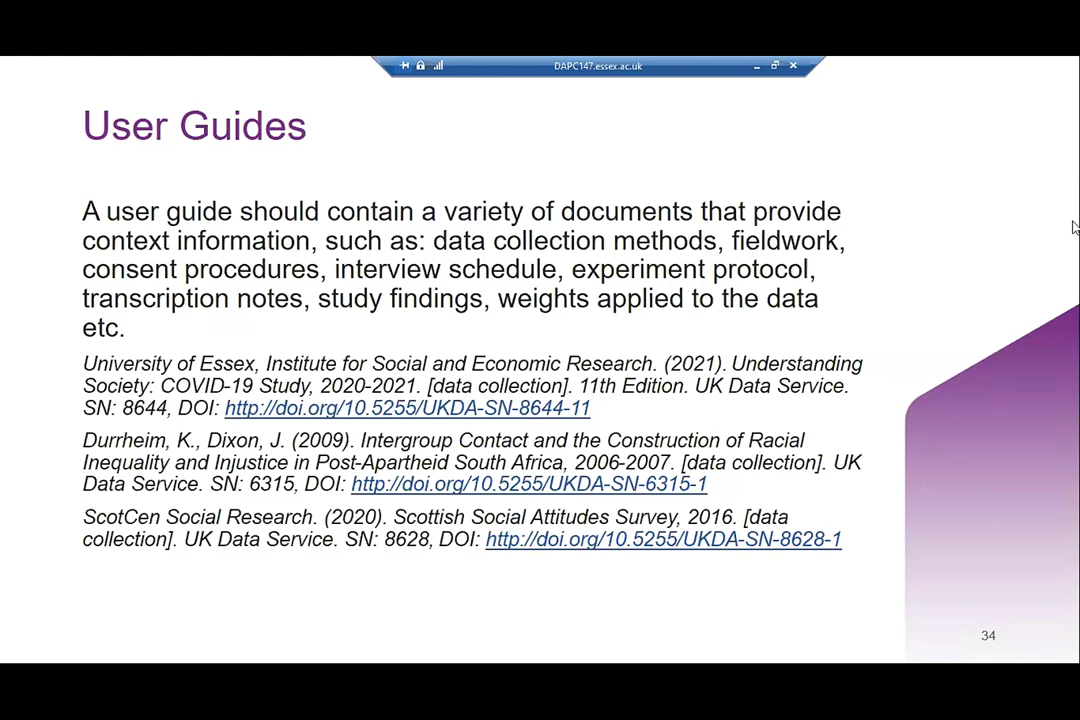 DAPC147.essex.ac.uk
User Guides
A user guide should contain a variety of documents that provide
context information, such as: data collection methods, fieldwork,
consent procedures, interview schedule, experiment protocol,
transcription notes, study findings, weights applied to the data
etc.
University of Essex, Institute for Social and Economic Research. (2021). Understanding
Society: COVID-19 Study, 2020-2021. [data collection]. 11th Edition. UK Data Service.
SN: 8644, DOI: http://doi.org/10.5255/UKDA-SN-8644-11
Durrheim, K., Dixon, J. (2009). Intergroup Contact and the Construction of Racial
Inequality and Injustice in Post-Apartheid South Africa, 2006-2007. [data collection]. UK
Data Service. SN: 6315, DOI: http://doi.org/10.5255/UKDA-SN-6315-1
ScotCen Social Research. (2020). Scottish Social Attitudes Survey, 2016. [data
collection]. UK Data Service. SN: 8628, DOI: http://doi.org/10.5255/UKDA-SN-8628-1
34